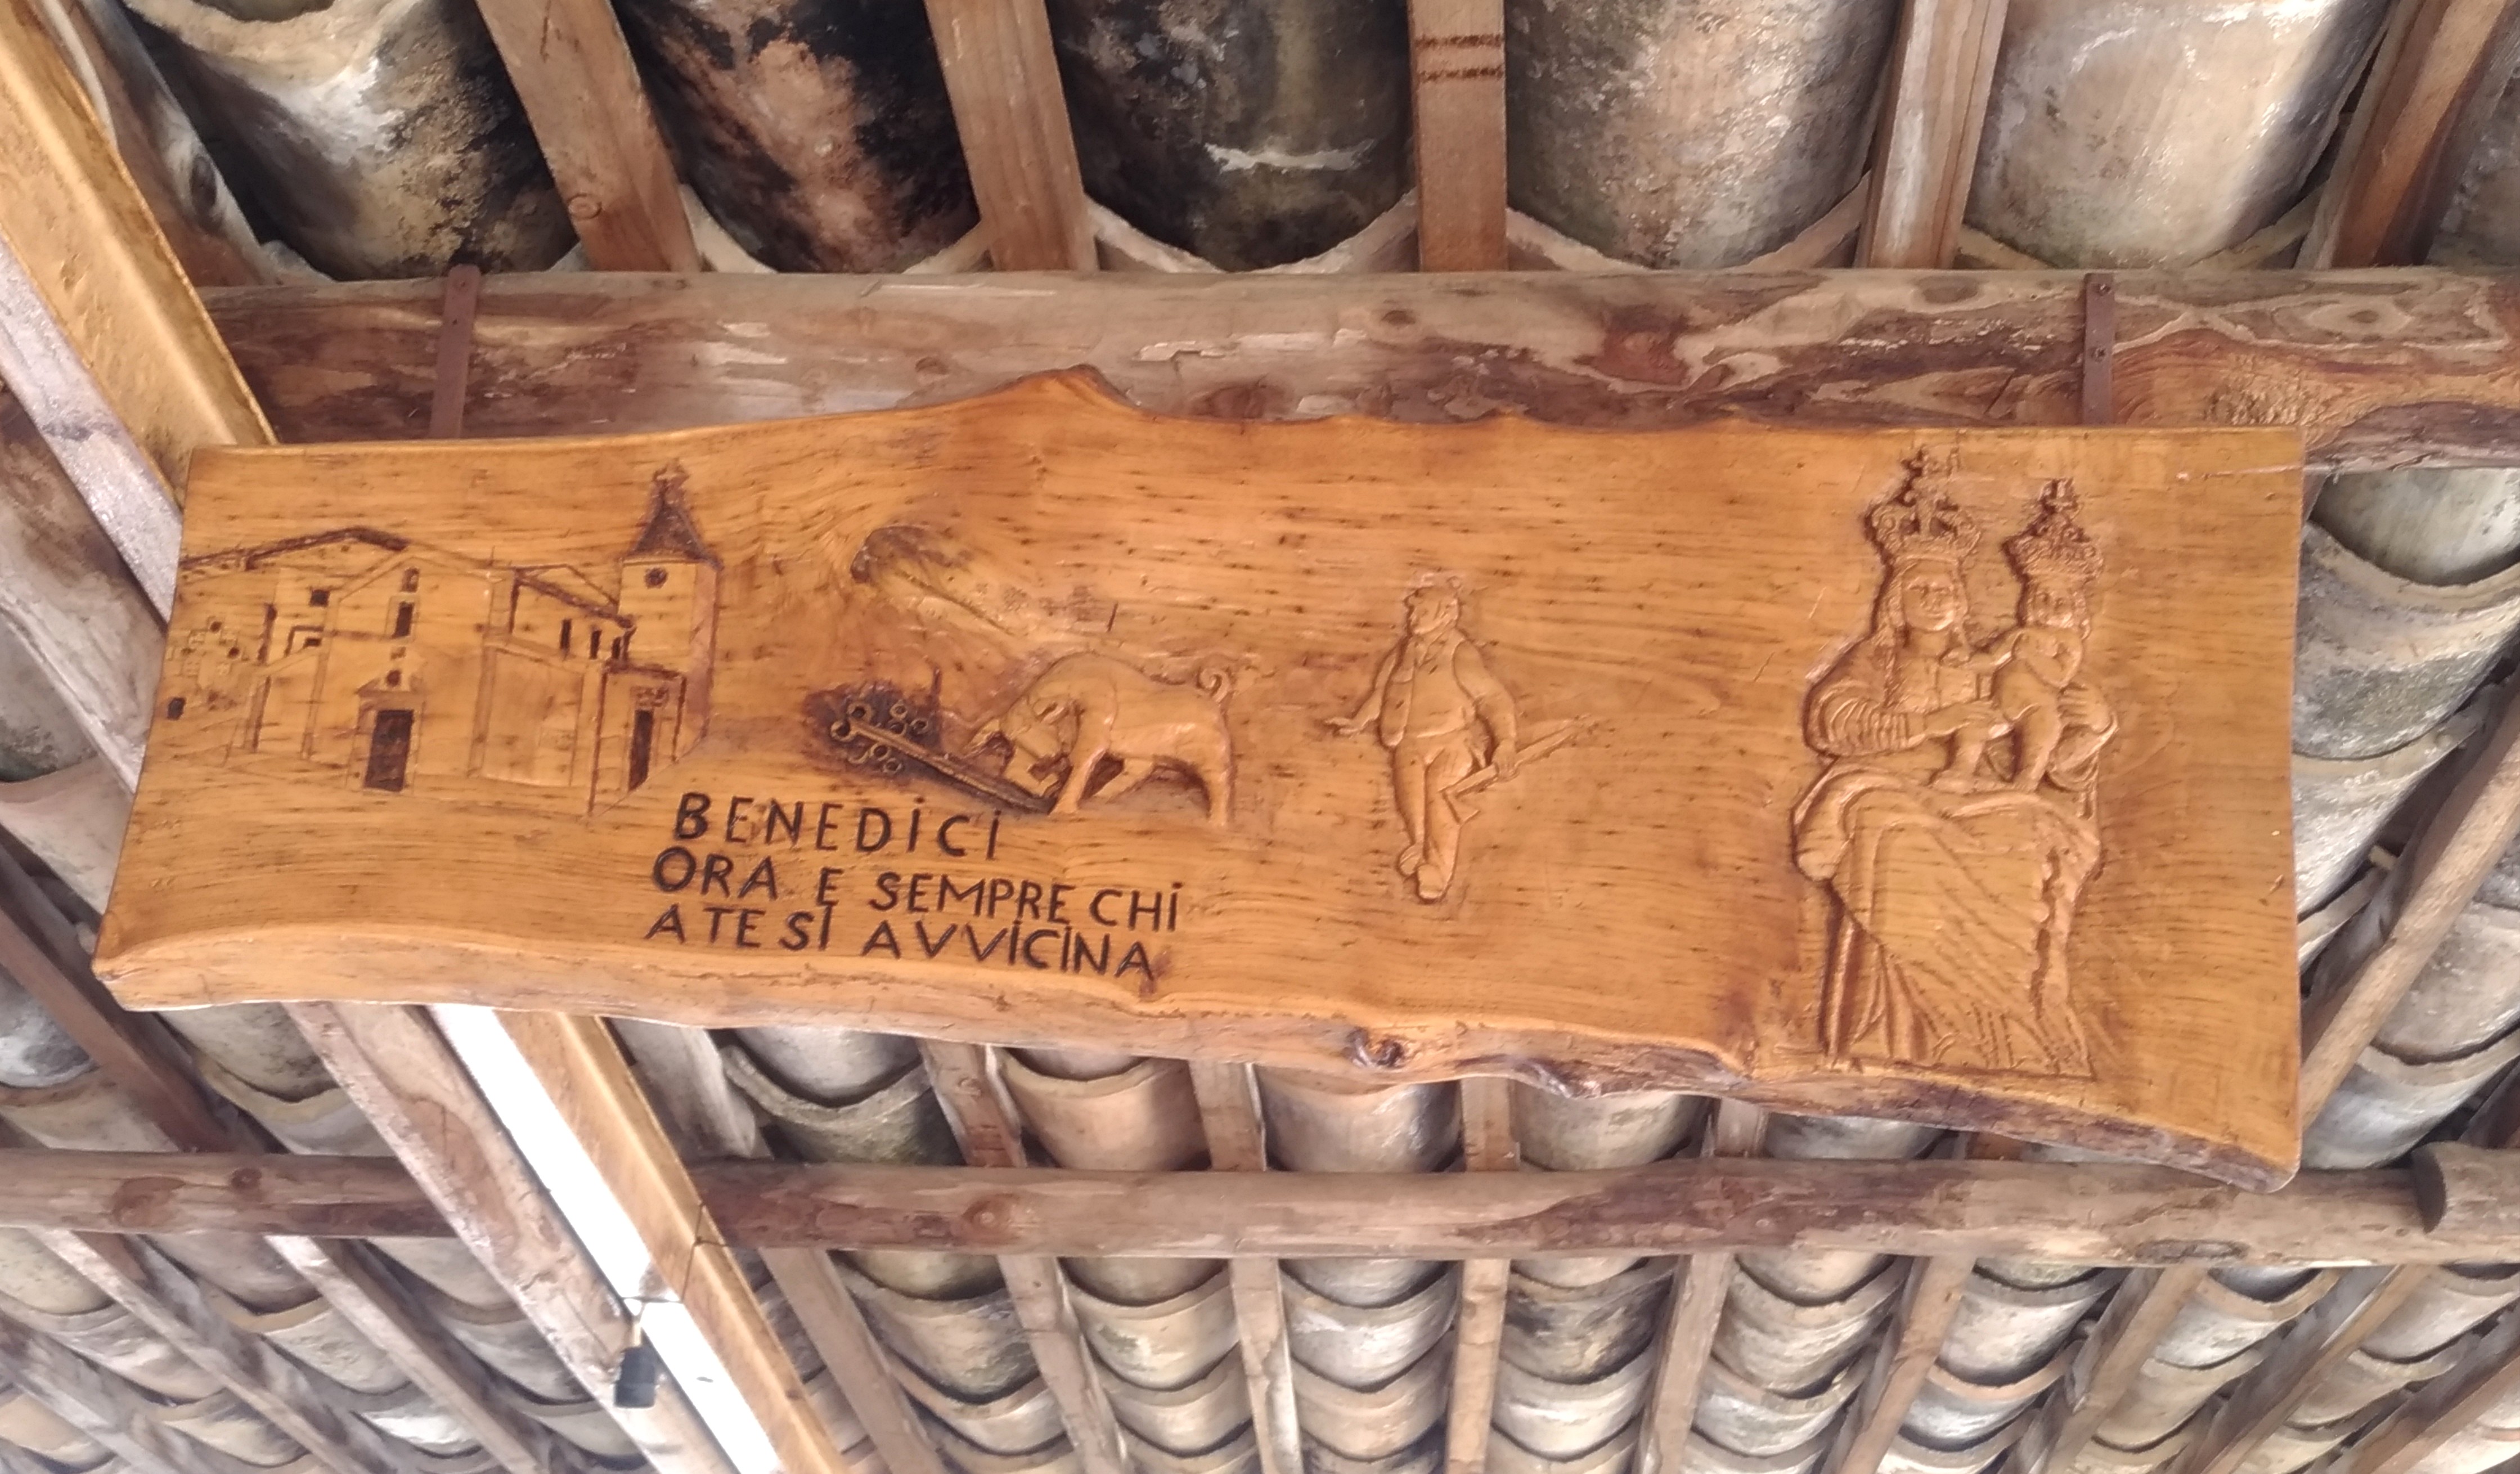 BENEDiCi
ORA E SEMPRE CHi
A TE Si AVViCiNA